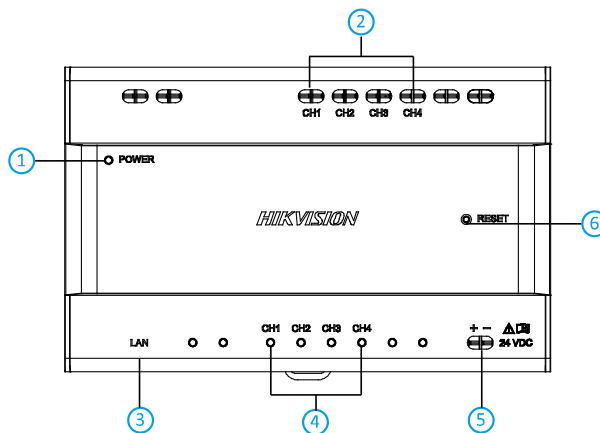 2
CH1 CH2 CH3 CH4
1
POWER
HIKVISION
RESET
6
LAN
CH1 CH2 CH3 CH4
+ -
24 VDC
3
4
5